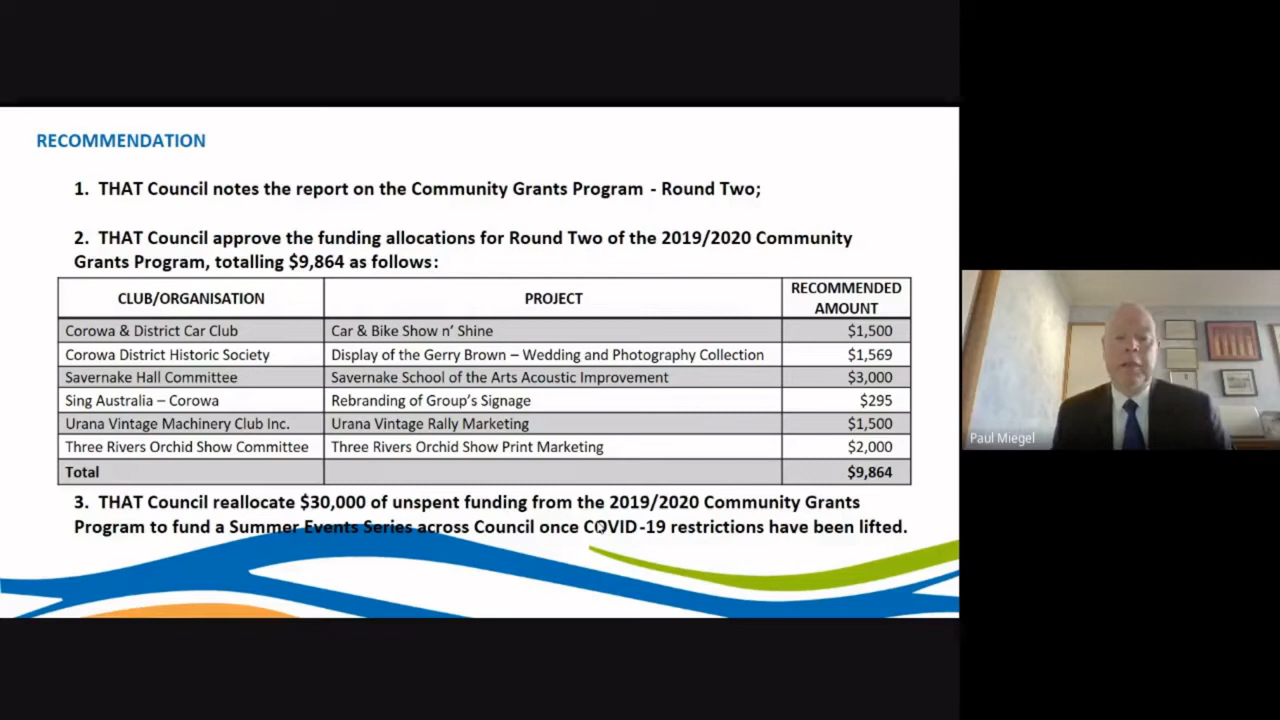 RECOMMENDATION
1. THAT Council notes the report on the Community Grants Program - Round Two;
2. THAT Council approve the funding allocations for Round Two of the 2019/2020 Community
Grants Program, totalling $9,864 as follows:
CLUB/ORGANISATION PROJECT RECOMMENDED AMOUNT
Corowa & District Car Club Car & Bike Show n’ Shine $1,500
Corowa District Historic Society Display of the Gerry Brown – Wedding and Photography Collection $1,569
Savernake Hall Committee Savernake School of the Arts Acoustic Improvement $3,000
Sing Australia – Corowa Rebranding of Group’s Signage $295
Urana Vintage Machinery Club Inc. Urana Vintage Rally Marketing $1,500
Three Rivers Orchid Show Committee Three Rivers Orchid Show Print Marketing $2,000
Total $9,864
3. THAT Council reallocate $30,000 of unspent funding from the 2019/2020 Community Grants
Program to fund a Summer Events Series across Council once COVID-19 restrictions have been lifted.
Paul Miegel